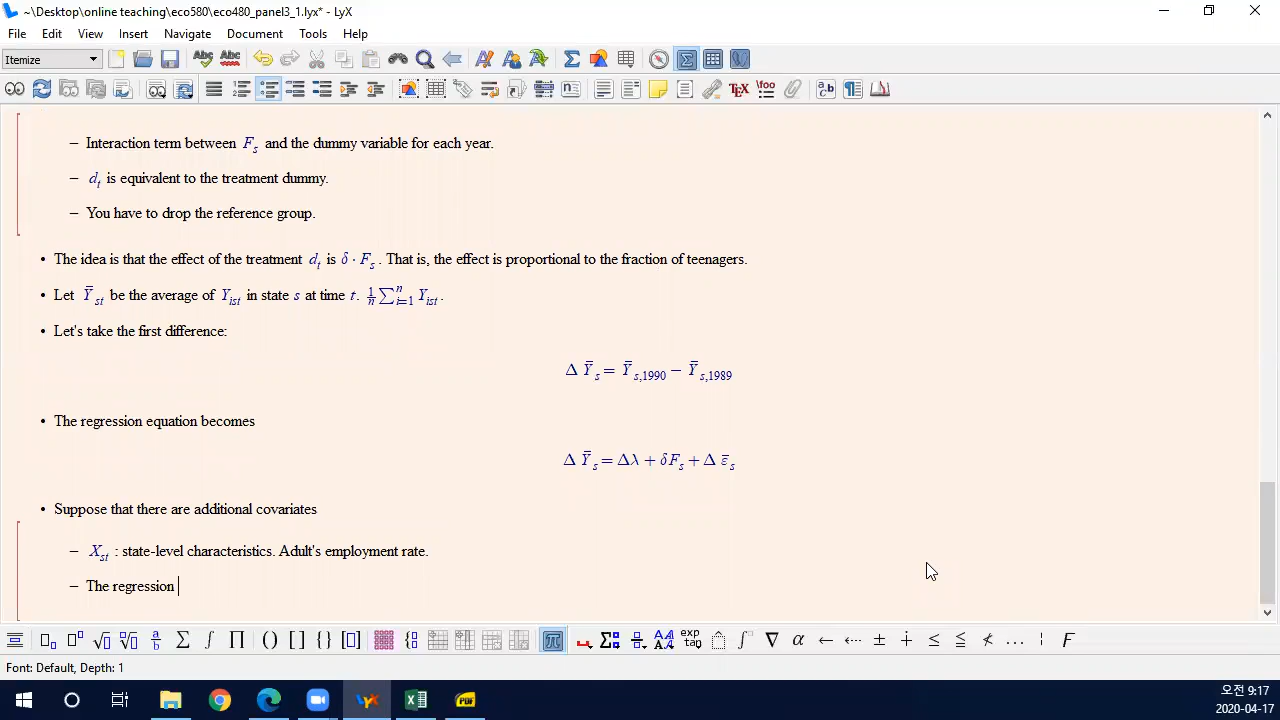 ~\Desktop\online teaching\eco580\eco480_panel3_1.lyx* - LyX
File Edit View Insert Navigate Document Tools Help
Itemize
– Interaction term between F_s and the dummy variable for each year.
– d_t is equivalent to the treatment dummy.
– You have to drop the reference group.
• The idea is that the effect of the treatment d_t is δ · F_s. That is, the effect is proportional to the fraction of teenagers.
• Let Ȳ_st be the average of Y_ist in state s at time t. 1/n ∑_{i=1}^n Y_ist.
• Let's take the first difference:
Δ Ȳ_s = Ȳ_{s,1990} − Ȳ_{s,1989}
• The regression equation becomes
Δ Ȳ_s = Δλ + δF_s + Δ ε̄_s
• Suppose that there are additional covariates
– X_st : state-level characteristics. Adult's employment rate.
– The regression
Font: Default, Depth: 1
오전 9:17
2020-04-17